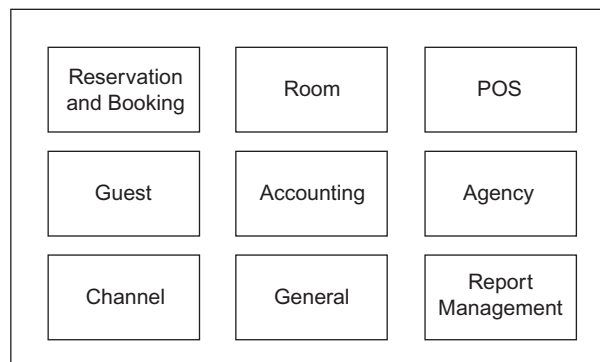 Reservation
and Booking
Room
POS
Guest
Accounting
Agency
Channel
General
Report
Management